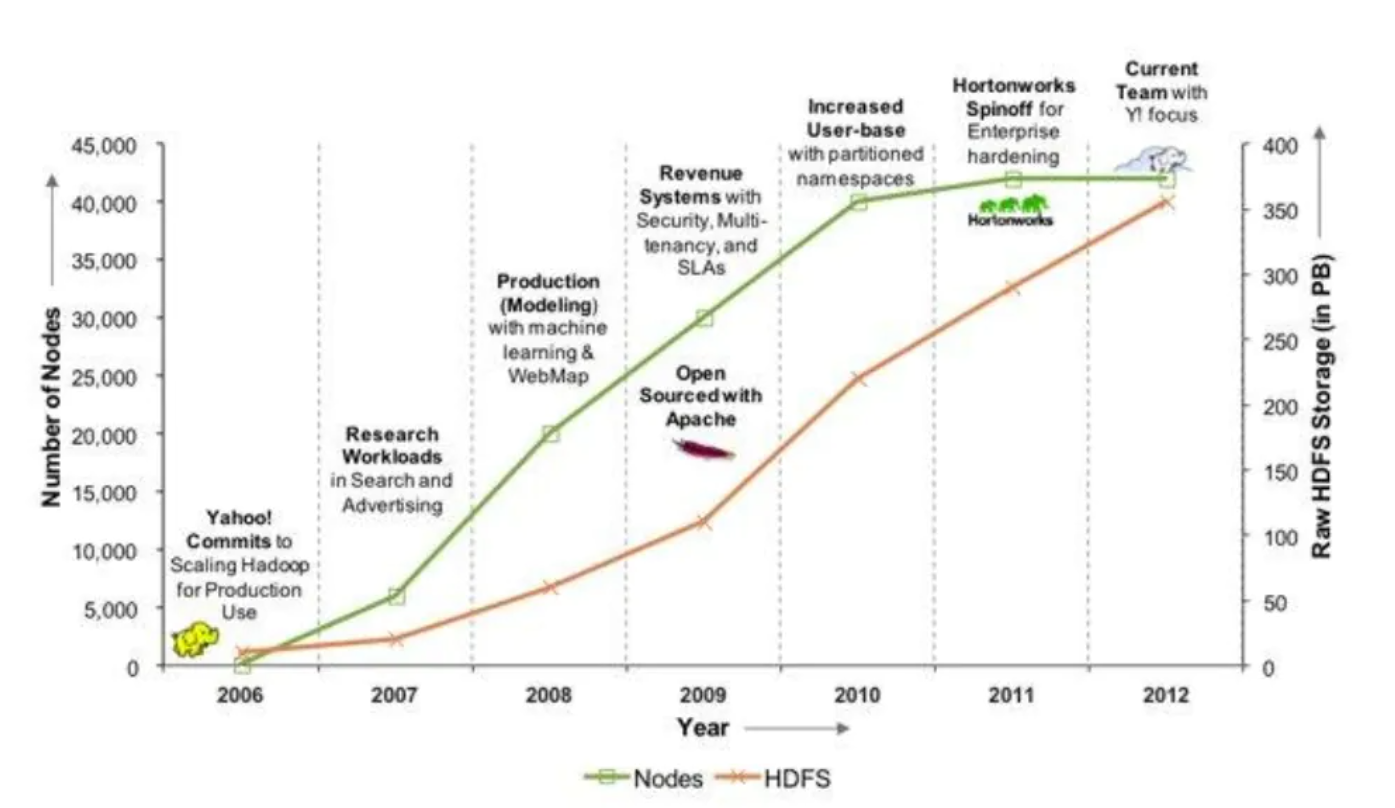 Current
Team with
Y! focus
Hortonworks
Spinoff for
Enterprise
hardening
Increased
User-base
with partitioned
namespaces
Revenue
Systems with
Security, Multi-
tenancy, and
SLAs
Production
(Modeling)
with machine
learning &
WebMap
Open
Sourced with
Apache
Hortonworks
Research
Workloads
in Search and
Advertising
Yahoo!
Commits to
Scaling Hadoop
for Production
Use
Number of Nodes
45,000
40,000
35,000
30,000
25,000
20,000
15,000
10,000
5,000
0
Raw HDFS Storage (in PB)
400
350
300
250
200
150
100
50
0
2006 2007 2008 2009 2010 2011 2012
Year
Nodes HDFS